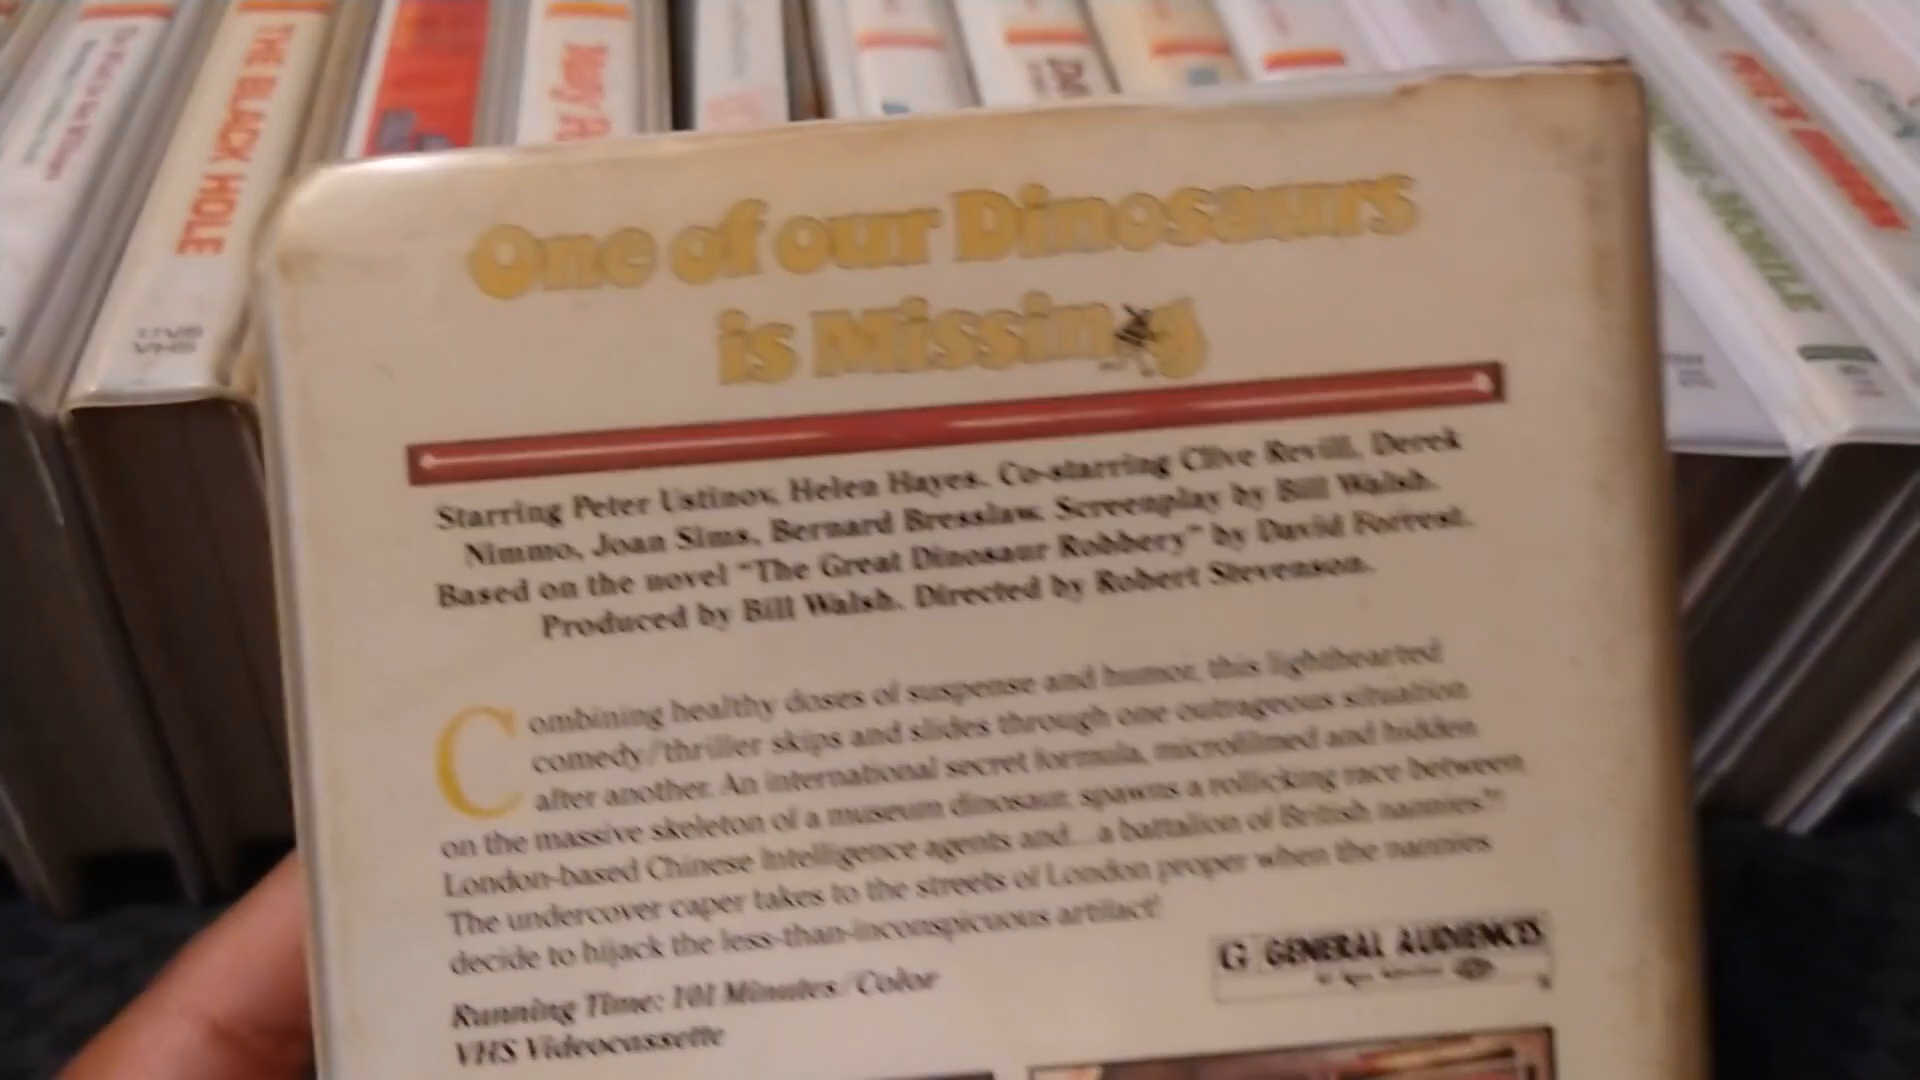 THE BLACK HOLE
VHS
One of our Dinosaurs
is Missing
Starring Peter Ustinov, Helen Hayes. Co-starring Clive Revill, Derek
Nimmo, Joan Sims, Bernard Bresslaw. Screenplay by Bill Walsh.
Based on the novel "The Great Dinosaur Robbery" by David Forrest.
Produced by Bill Walsh. Directed by Robert Stevenson.
Combining healthy doses of suspense and humor, this lighthearted
comedy/thriller skips and slides through one outrageous situation
after another. An international secret formula, microfilmed and hidden
on the massive skeleton of a museum dinosaur, spawns a rollicking race between
London-based Chinese Intelligence agents and...a battalion of British nannies?!
The undercover caper takes to the streets of London proper when the nannies
decide to hijack the less-than-inconspicuous artifact!
Running Time: 101 Minutes/Color
VHS Videocassette
G GENERAL AUDIENCES